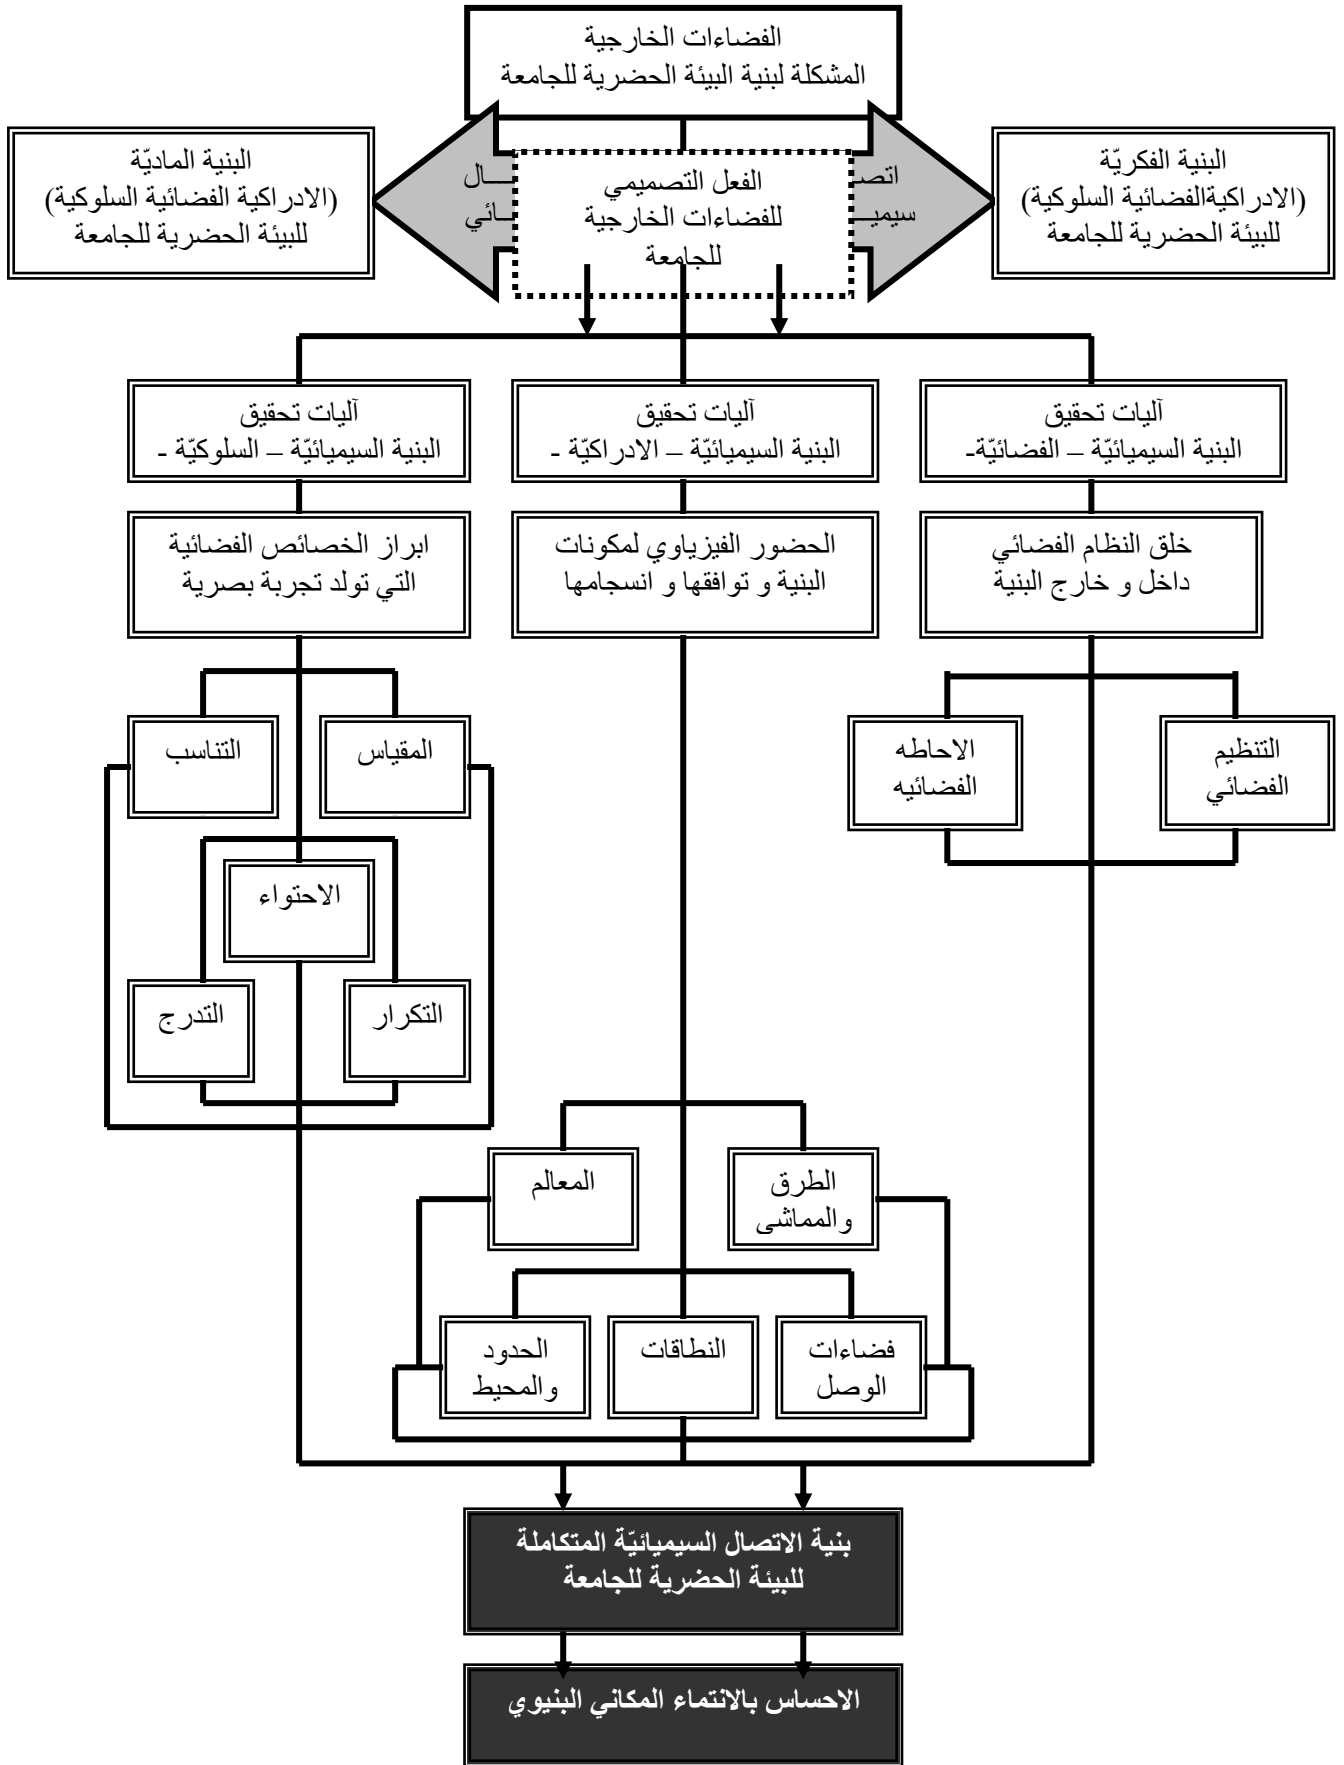 الفضاءات الخارجية
المشكلة لبنية البيئة الحضرية للجامعة
البنية الفكريّة
(الادراكيةالفضائية السلوكية)
للبيئة الحضرية للجامعة
اتصـ
سيميــ
الفعل التصميمي
للفضاءات الخارجية
للجامعة
ـــال
ـــائي
البنية الماديّة
(الادراكية الفضائية السلوكية)
للبيئة الحضرية للجامعة
آليات تحقيق
البنية السيميائيّة – الفضائيّة-
آليات تحقيق
البنية السيميائيّة – الادراكيّة -
آليات تحقيق
البنية السيميائيّة – السلوكيّة -
خلق النظام الفضائي
داخل و خارج البنية
الحضور الفيزياوي لمكونات
البنية و توافقها و انسجامها
ابراز الخصائص الفضائية
التي تولد تجربة بصرية
التنظيم
الفضائي
الاحاطه
الفضائيه
المقياس
التناسب
الاحتواء
التكرار
التدرج
الطرق
والمماشى
المعالم
فضاءات
الوصل
النطاقات
الحدود
والمحيط
بنية الاتصال السيميائيّة المتكاملة
للبيئة الحضرية للجامعة
الاحساس بالانتماء المكاني البنيوي